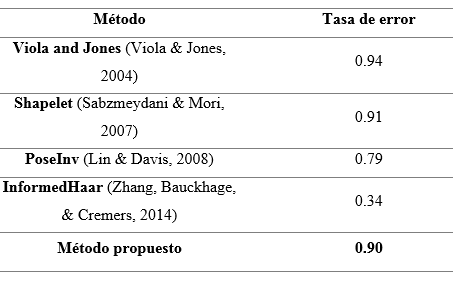 Método Tasa de error
Viola and Jones (Viola & Jones,
2004)
0.94
Shapelet (Sabzmeydani & Mori,
2007)
0.91
PoseInv (Lin & Davis, 2008) 0.79
InformedHaar (Zhang, Bauckhage,
& Cremers, 2014)
0.34
Método propuesto 0.90